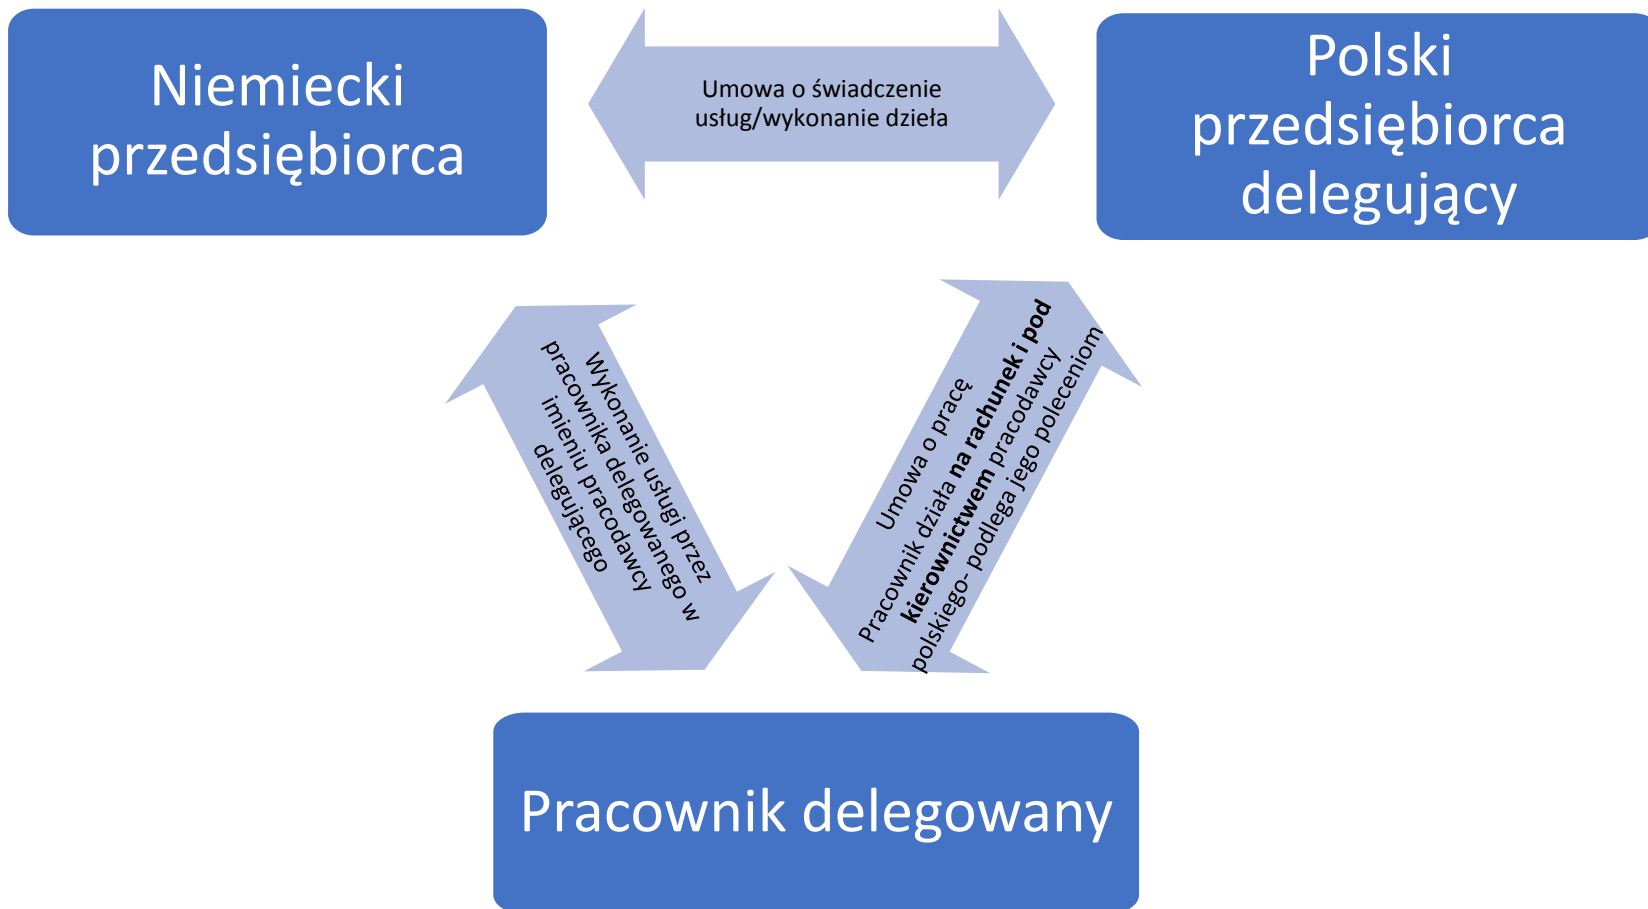 Niemiecki
przedsiębiorca
Umowa o świadczenie
usług/wykonanie dzieła
Polski
przedsiębiorca
delegujący
Wykonanie usługi przez
pracownika delegowanego w
imieniu pracodawcy
delegującego
Umowa o pracę
Pracownik działa na rachunek i pod
kierownictwem pracodawcy
polskiego- podlega jego poleceniom
Pracownik delegowany